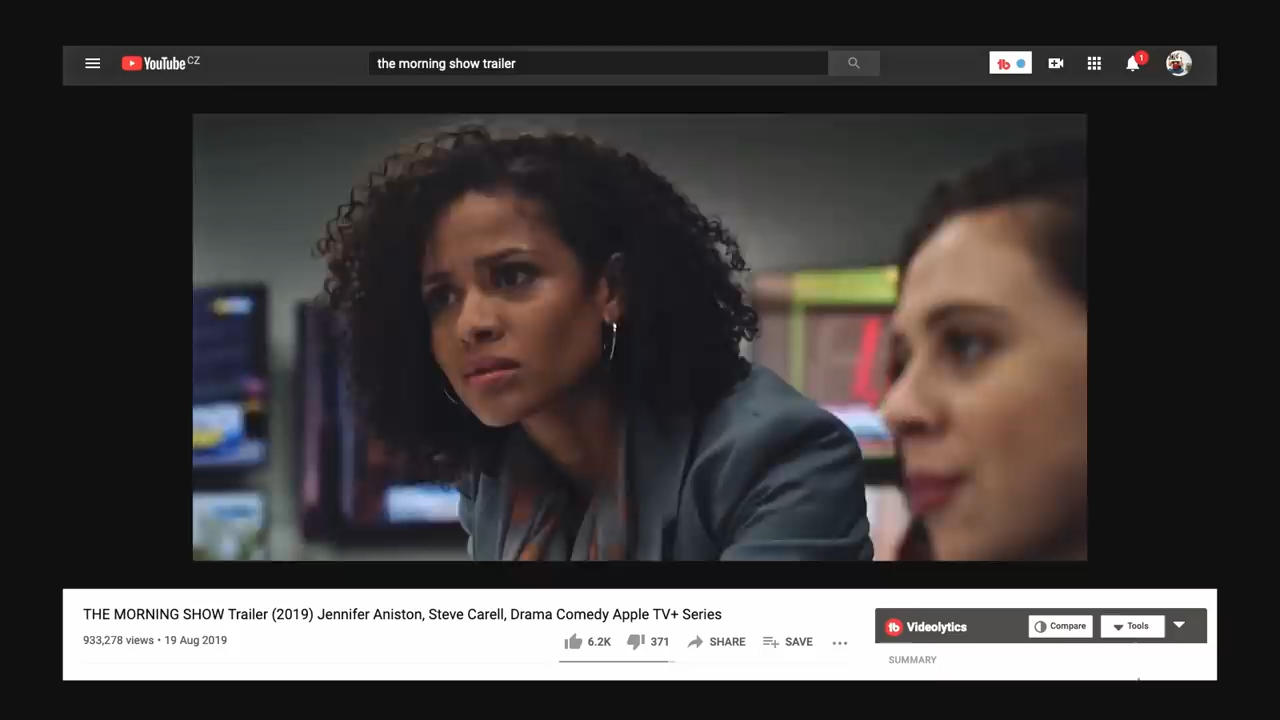 YouTube CZ
the morning show trailer
1
THE MORNING SHOW Trailer (2019) Jennifer Aniston, Steve Carell, Drama Comedy Apple TV+ Series
933,278 views • 19 Aug 2019
6.2K
371
SHARE
SAVE
tb
Videolytics
Compare
Tools
SUMMARY